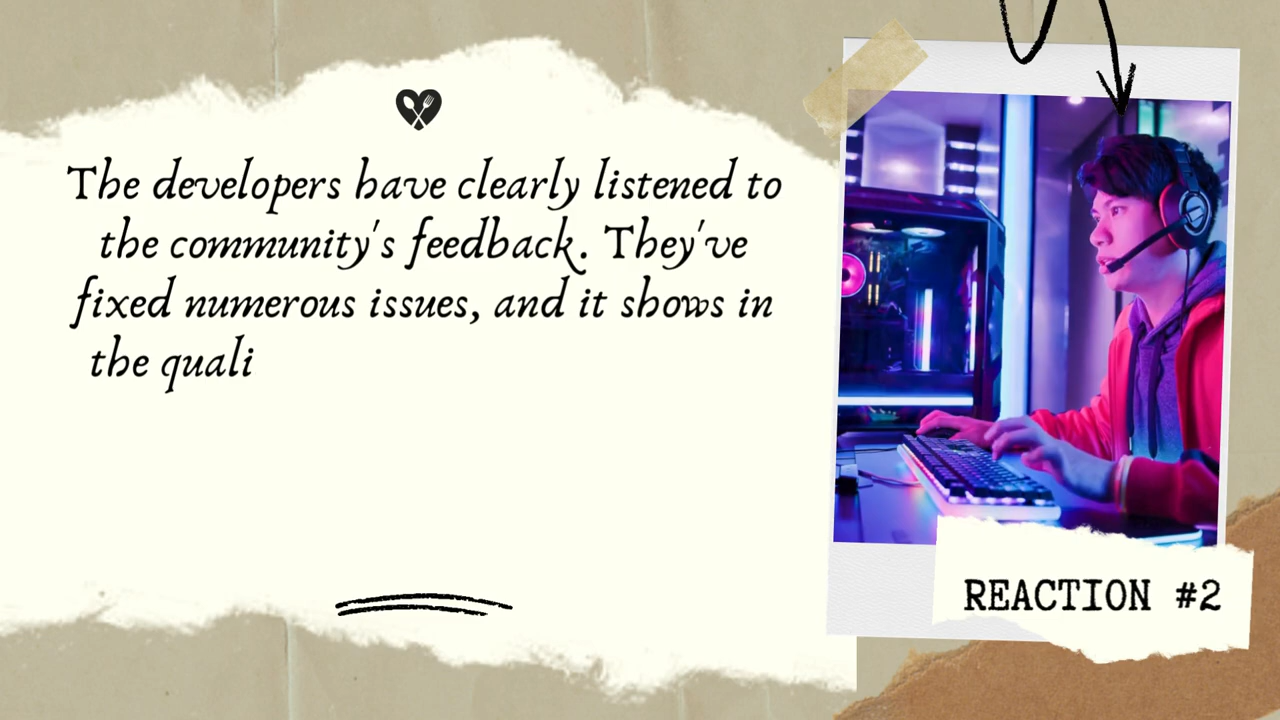 The developers have clearly listened to
the community's feedback. They've
fixed numerous issues, and it shows in
the quali
REACTION #2